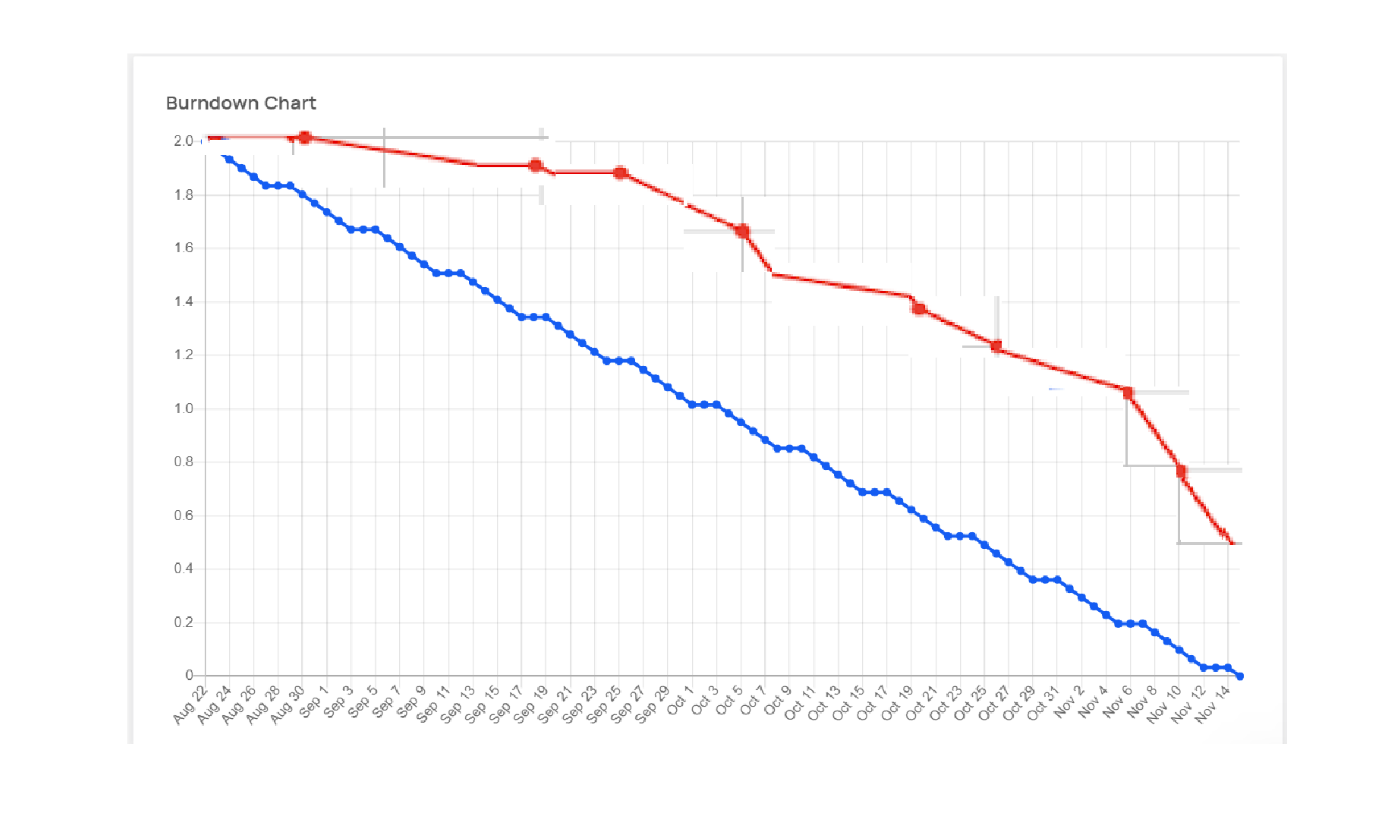 Burndown Chart
2.0
1.8
1.6
1.4
1.2
1.0
0.8
0.6
0.4
0.2
0
Aug 22
Aug 24
Aug 26
Aug 28
Aug 30
Sep 1
Sep 3
Sep 5
Sep 7
Sep 9
Sep 11
Sep 13
Sep 15
Sep 17
Sep 19
Sep 21
Sep 23
Sep 25
Sep 27
Sep 29
Oct 1
Oct 3
Oct 5
Oct 7
Oct 9
Oct 11
Oct 13
Oct 15
Oct 17
Oct 19
Oct 21
Oct 23
Oct 25
Oct 27
Oct 29
Oct 31
Nov 2
Nov 4
Nov 6
Nov 8
Nov 10
Nov 12
Nov 14